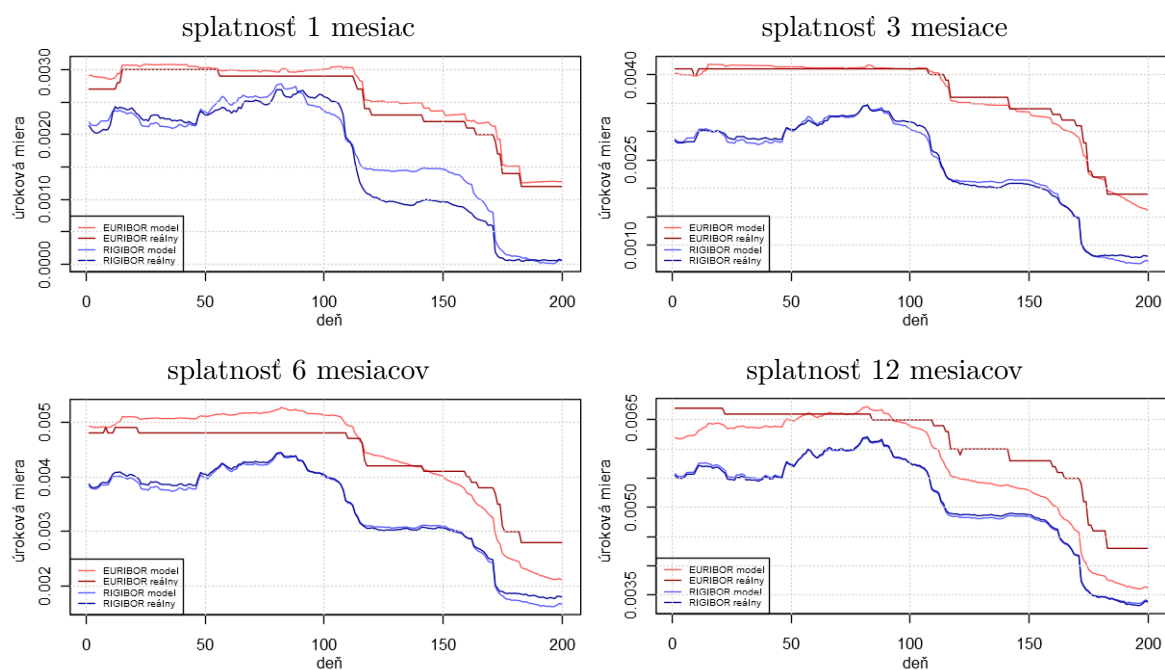 splatnosť 1 mesiac
úroková miera
0.0030
0.0020
0.0010
0.0000
EURIBOR model
EURIBOR reálny
RIGIBOR model
RIGIBOR reálny
0 50 100 150 200
deň
splatnosť 3 mesiace
úroková miera
0.0040
0.0025
0.0010
EURIBOR model
EURIBOR reálny
RIGIBOR model
RIGIBOR reálny
0 50 100 150 200
deň
splatnosť 6 mesiacov
úroková miera
0.005
0.004
0.003
0.002
EURIBOR model
EURIBOR reálny
RIGIBOR model
RIGIBOR reálny
0 50 100 150 200
deň
splatnosť 12 mesiacov
úroková miera
0.0065
0.0050
0.0035
EURIBOR model
EURIBOR reálny
RIGIBOR model
RIGIBOR reálny
0 50 100 150 200
deň